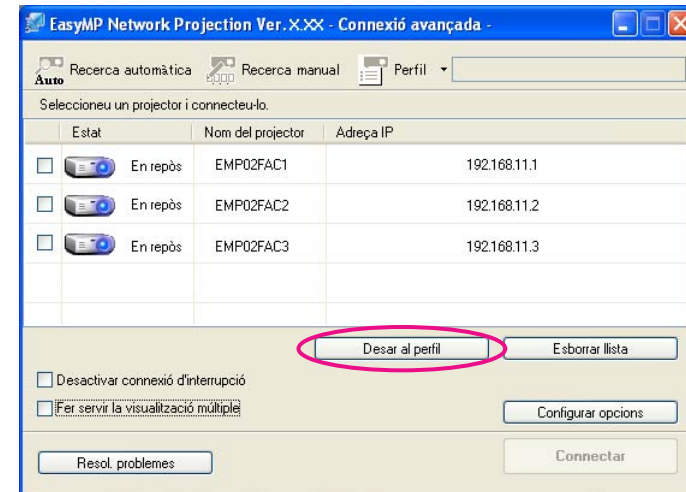 EasyMP Network Projection Ver.X.XX - Connexió avançada -
Auto Recerca automàtica Recerca manual Perfil
Seleccioneu un projector i connecteu-lo.
Estat Nom del projector Adreça IP
En repòs EMP02FAC1 192.168.11.1
En repòs EMP02FAC2 192.168.11.2
En repòs EMP02FAC3 192.168.11.3
Desar al perfil Esborrar llista
Desactivar connexió d'interrupció
Fer servir la visualització múltiple
Configurar opcions
Resol. problemes Connectar